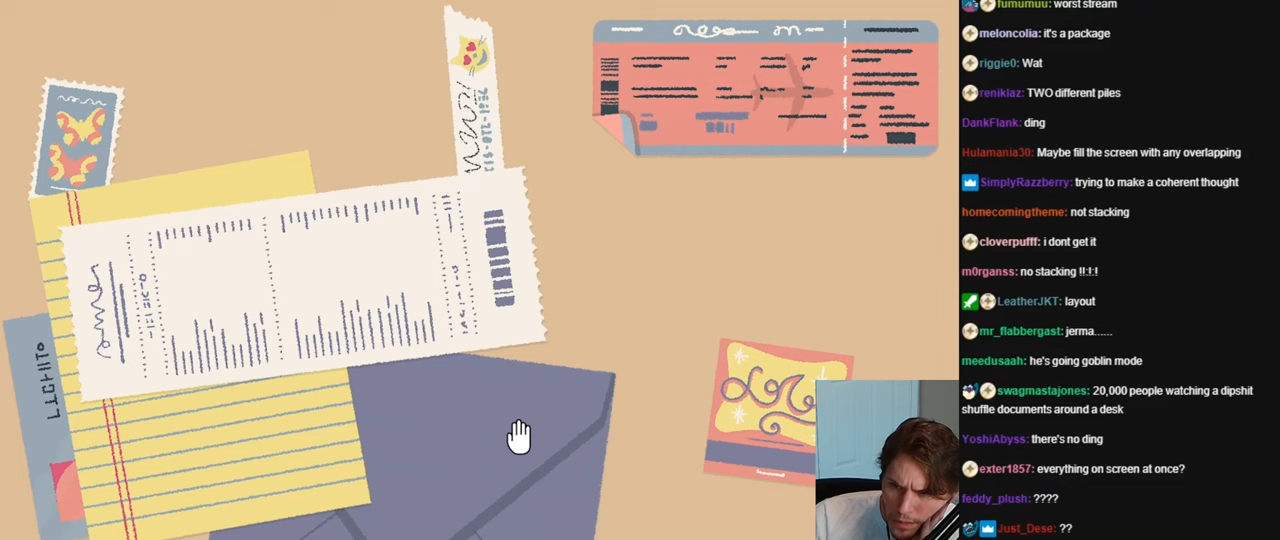 fumumuu: worst stream
meloncolia: it's a package
riggie0: Wat
reniklaz: TWO different piles
DankFlank: ding
Hulamania30: Maybe fill the screen with any overlapping
SimplyRazzberry: trying to make a coherent thought
homecomingtheme: not stacking
cloverpufff: i dont get it
m0rganss: no stacking !!:!:!
LeatherJKT: layout
mr_flabbergast: jerma......
meedusaah: he's going goblin mode
swagmastajones: 20,000 people watching a dipshit
shuffle documents around a desk
YoshiAbyss: there's no ding
exter1857: everything on screen at once?
feddy_plush: ????
Just_Dese: ??